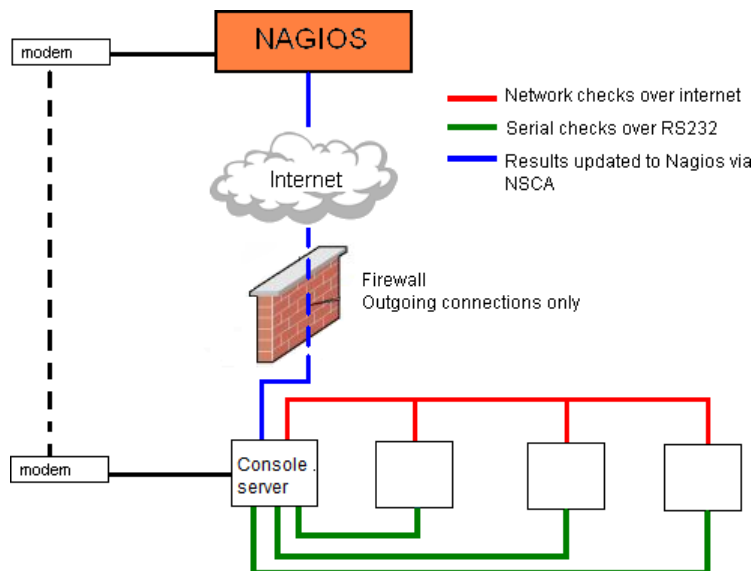 NAGIOS
modem
Network checks over internet
Serial checks over RS232
Results updated to Nagios via
NSCA
Internet
Firewall
Outgoing connections only
modem
Console .
server